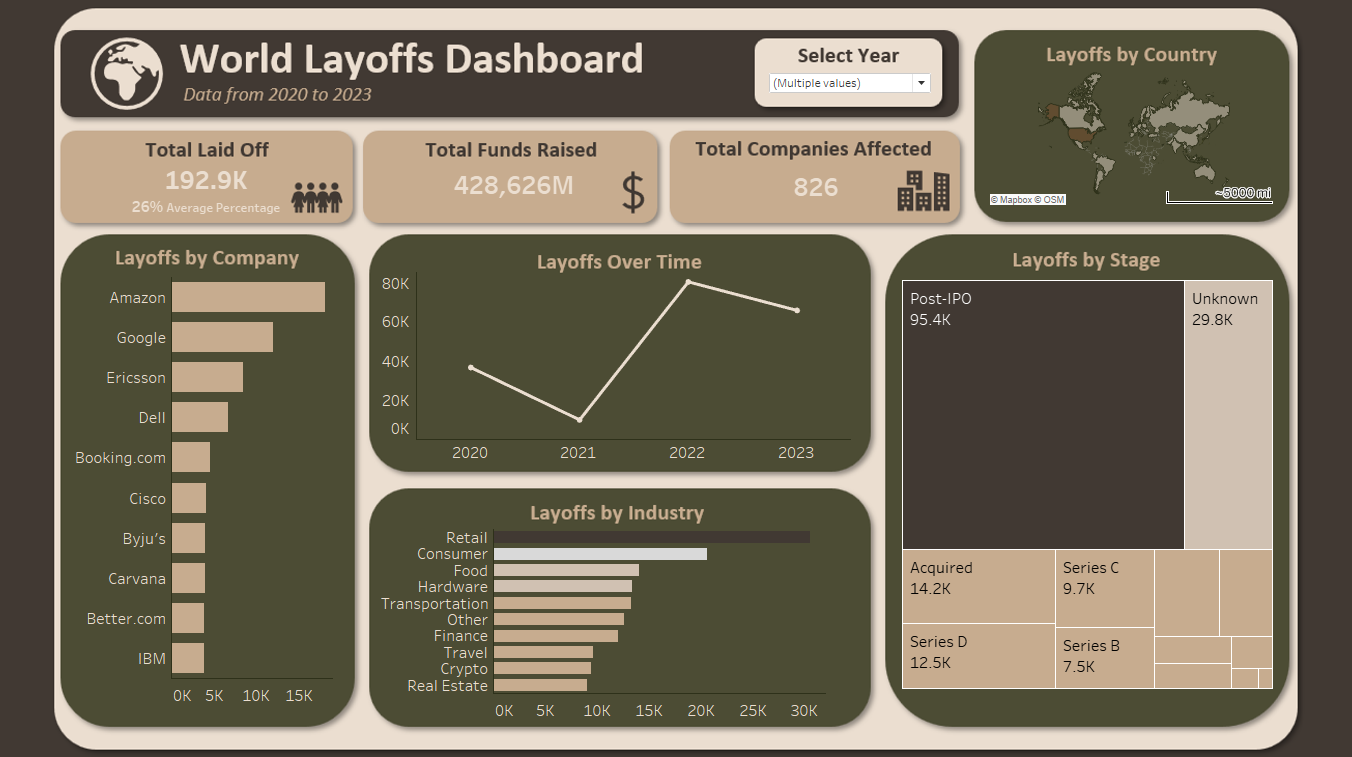 World Layoffs Dashboard
Data from 2020 to 2023
Select Year
(Multiple values)
Layoffs by Country
© Mapbox © OSM
~5000 mi
Total Laid Off
192.9K
26% Average Percentage
Total Funds Raised
428,626M
$
Total Companies Affected
826
Layoffs by Company
Amazon
Google
Ericsson
Dell
Booking.com
Cisco
Byju's
Carvana
Better.com
IBM
0K 5K 10K 15K
Layoffs Over Time
80K
60K
40K
20K
0K
2020 2021 2022 2023
Layoffs by Industry
Retail
Consumer
Food
Hardware
Transportation
Other
Finance
Travel
Crypto
Real Estate
0K 5K 10K 15K 20K 25K 30K
Layoffs by Stage
Post-IPO
95.4K
Unknown
29.8K
Acquired
14.2K
Series C
9.7K
Series D
12.5K
Series B
7.5K